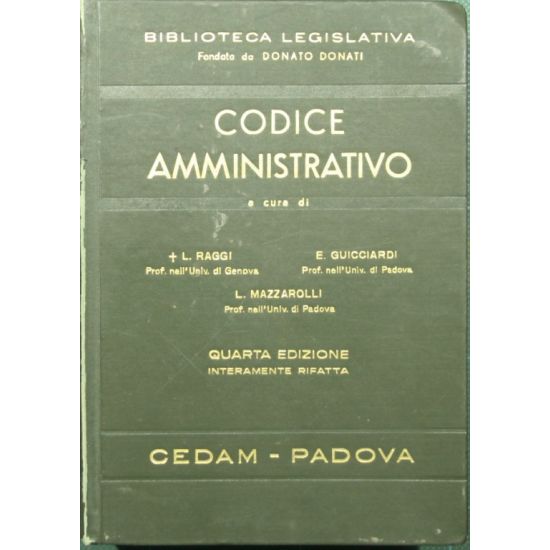 BIBLIOTECA LEGISLATIVA
Fondata da DONATO DONATI
CODICE
AMMINISTRATIVO
a cura di
† L. RAGGI
Prof. nell'Univ. di Genova
E. GUICCIARDI
Prof. nell'Univ. di Padova
L. MAZZAROLLI
Prof. nell'Univ. di Padova
QUARTA EDIZIONE
INTERAMENTE RIFATTA
CEDAM - PADOVA